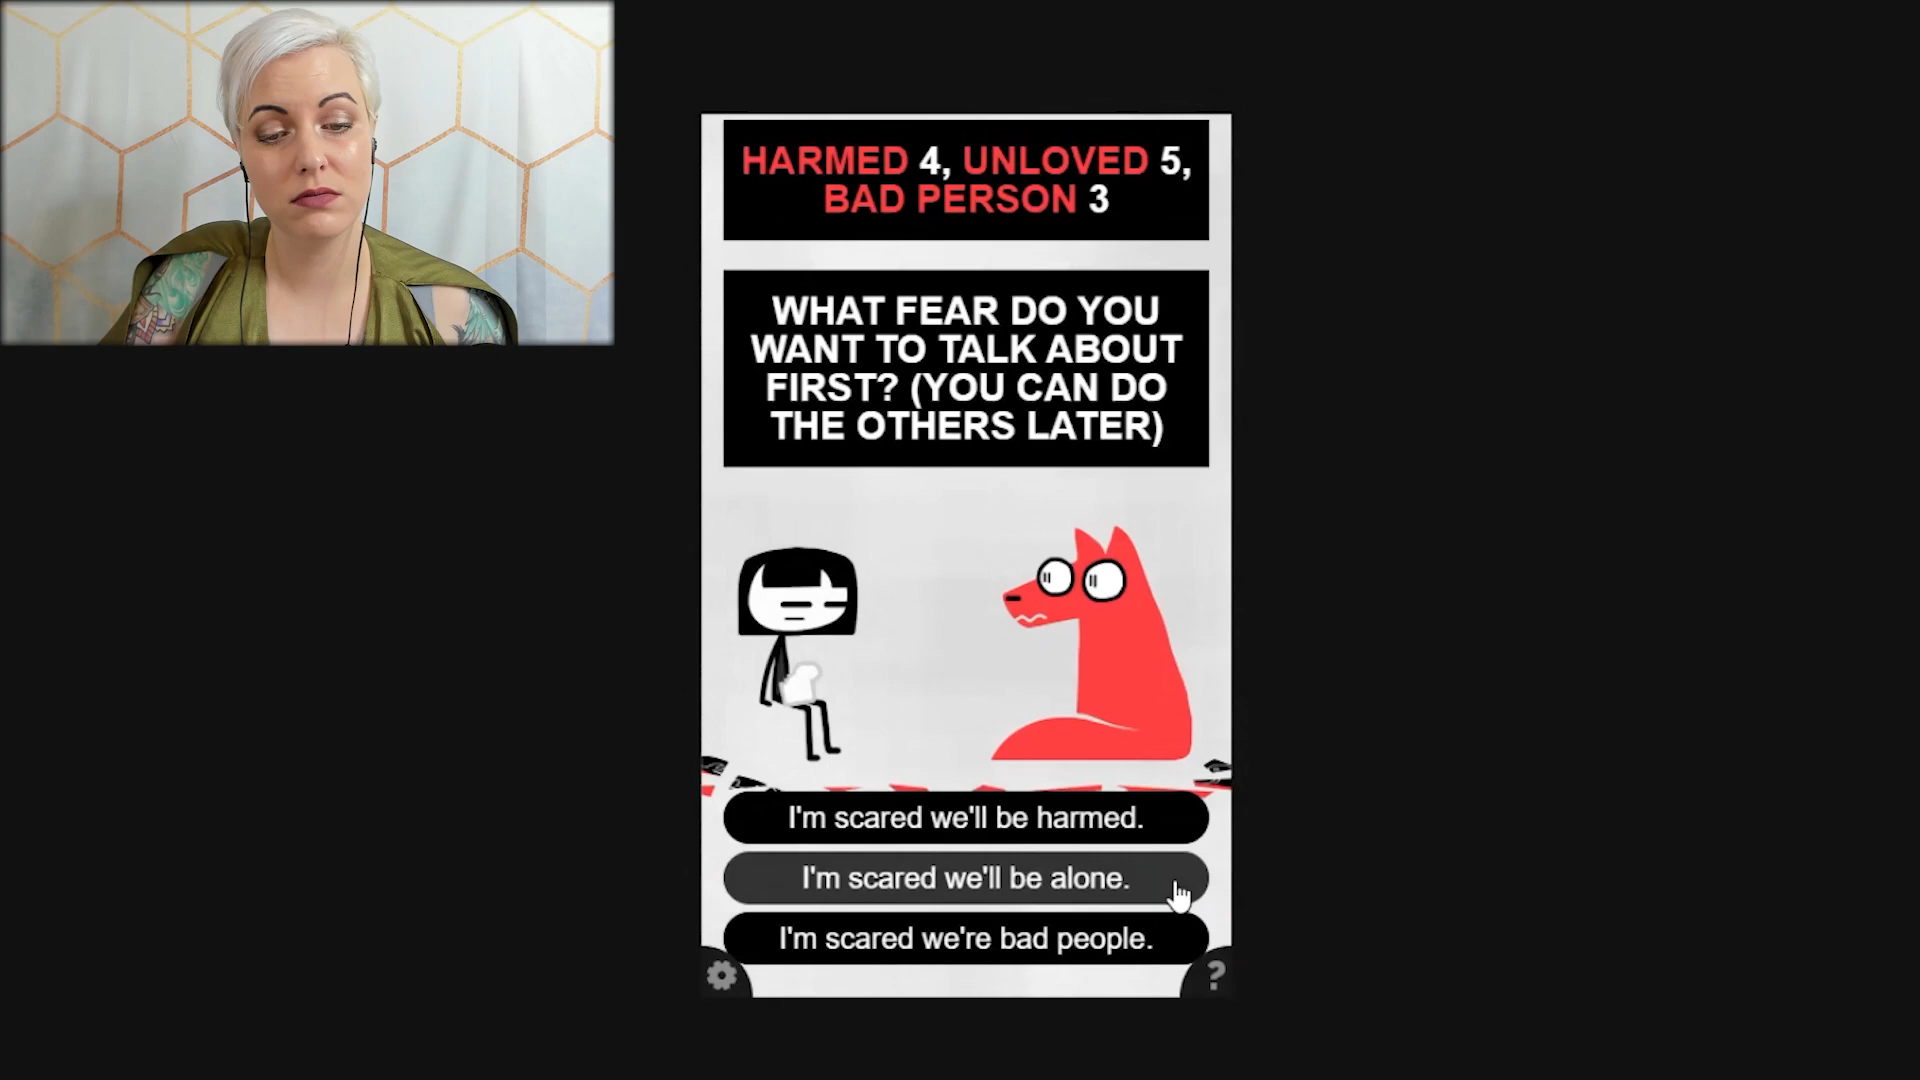 HARMED 4, UNLOVED 5,
BAD PERSON 3
WHAT FEAR DO YOU
WANT TO TALK ABOUT
FIRST? (YOU CAN DO
THE OTHERS LATER)
I'm scared we'll be harmed.
I'm scared we'll be alone.
I'm scared we're bad people.
?